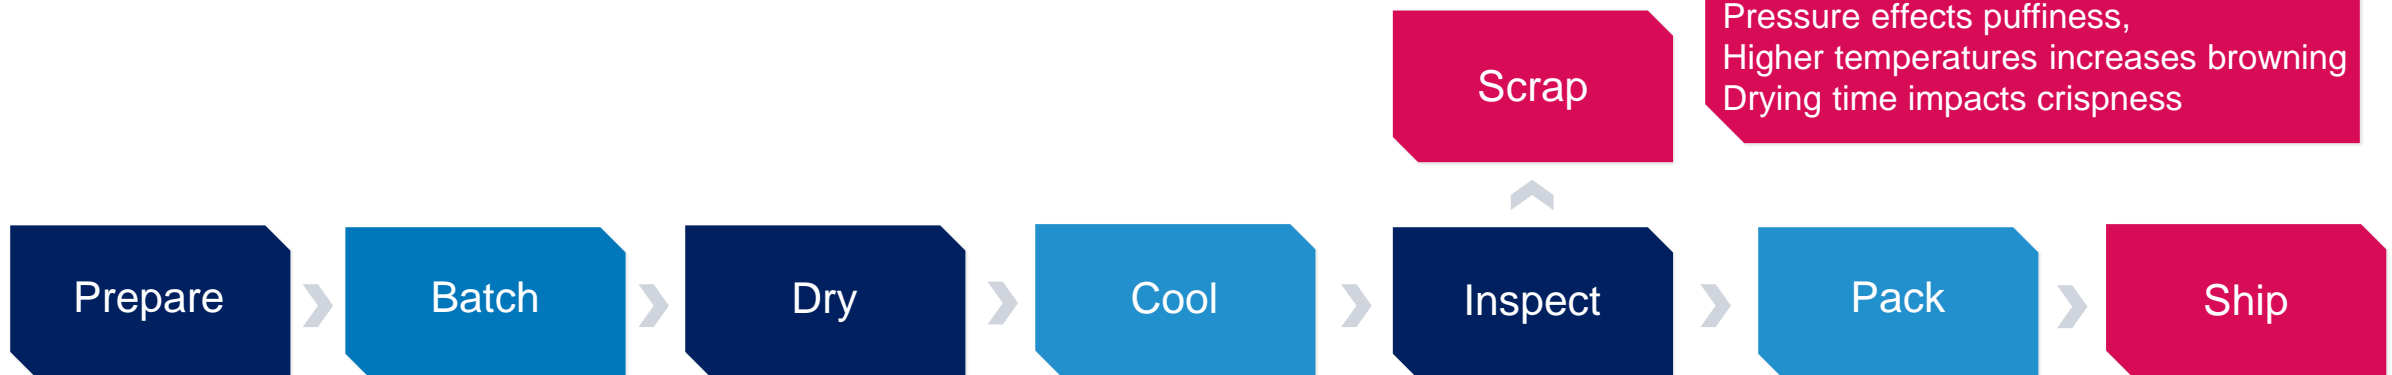 Pressure effects puffiness,
Higher temperatures increases browning
Drying time impacts crispness
Scrap
Prepare
Batch
Dry
Cool
Inspect
Pack
Ship